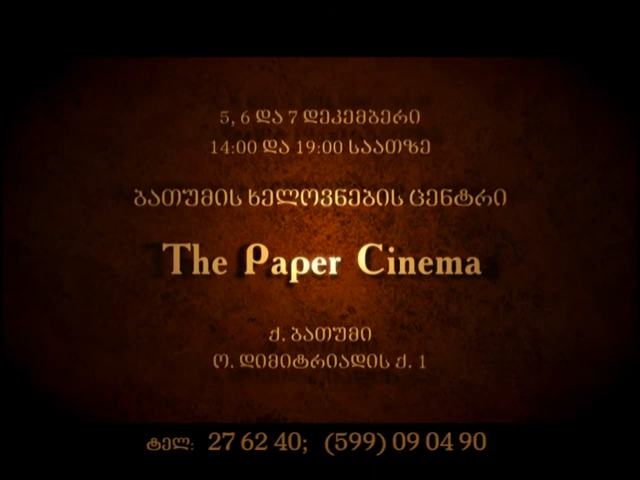 5, 6 და 7 დეკემბერი
14:00 და 19:00 საათზე
ბათუმის ხელოვნების ცენტრი
The Paper Cinema
ქ. ბათუმი
ო. დიმიტრიადის ქ. 1
ტელ: 27 62 40; (599) 09 04 90